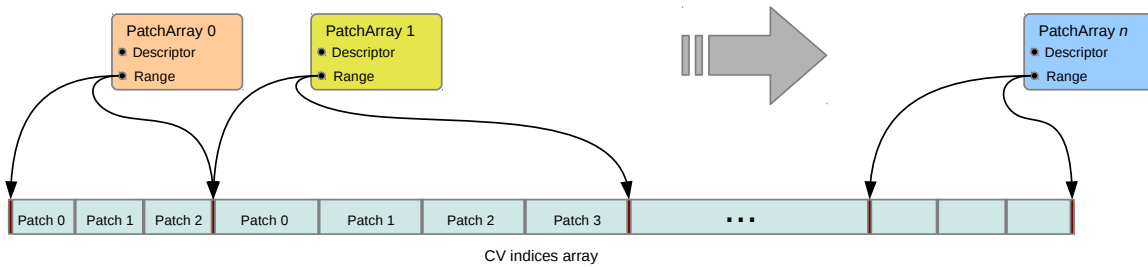 PatchArray 0
Descriptor
Range
PatchArray 1
Descriptor
Range
PatchArray n
Descriptor
Range
Patch 0
Patch 1
Patch 2
Patch 0
Patch 1
Patch 2
Patch 3
...
CV indices array